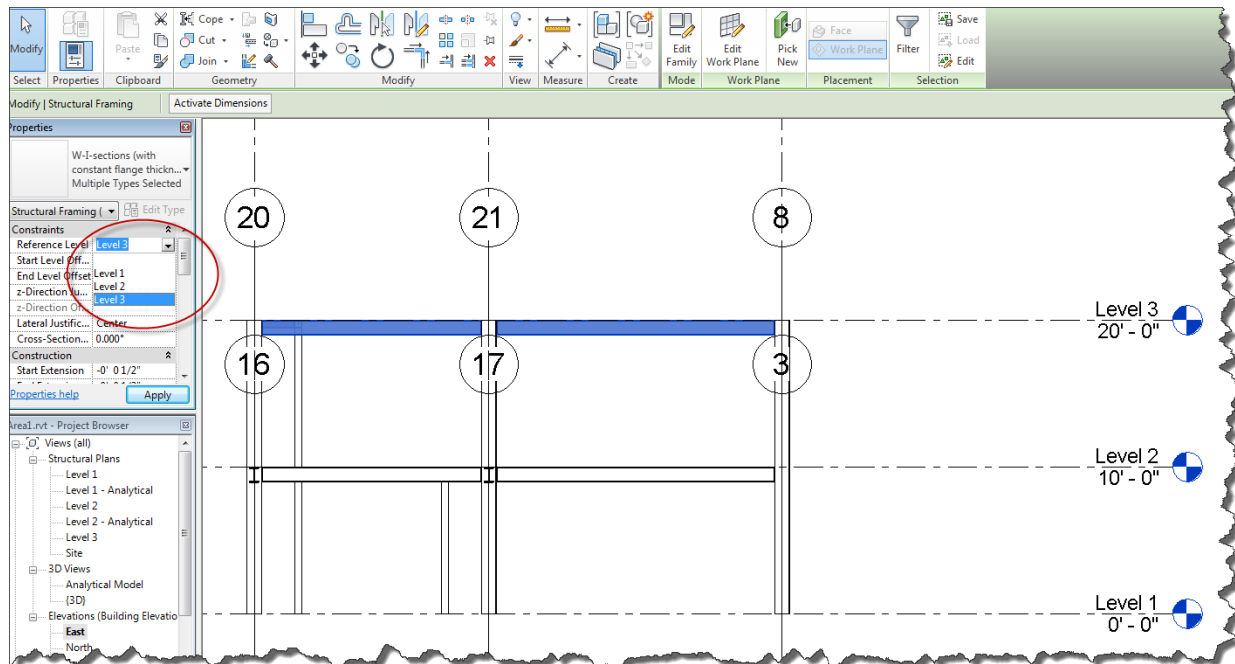 Modify
Paste
Cope
Cut
Join
Edit Family
Edit Work Plane
Pick New
Face
Work Plane
Filter
Save
Load
Edit
Select Properties Clipboard Geometry Modify View Measure Create Mode Work Plane Placement Selection
Modify | Structural Framing Activate Dimensions
Properties
W-I-sections (with
constant flange thickn...
Multiple Types Selected
Structural Framing ( Edit Type
Constraints
Reference Level Level 3
Start Level Off...
End Level Offset Level 1
Level 2
z-Direction Ju...
Level 3
z-Direction Of...
Lateral Justific... Center
Cross-Section... 0.000°
Construction
Start Extension -0' 0 1/2"
Properties help Apply
Area1.rvt - Project Browser
Views (all)
Structural Plans
Level 1
Level 1 - Analytical
Level 2
Level 2 - Analytical
Level 3
Site
3D Views
Analytical Model
{3D}
Elevations (Building Elevatio
East
North
20 21 8
Level 3
20' - 0"
16 17 3
Level 2
10' - 0"
Level 1
0' - 0"